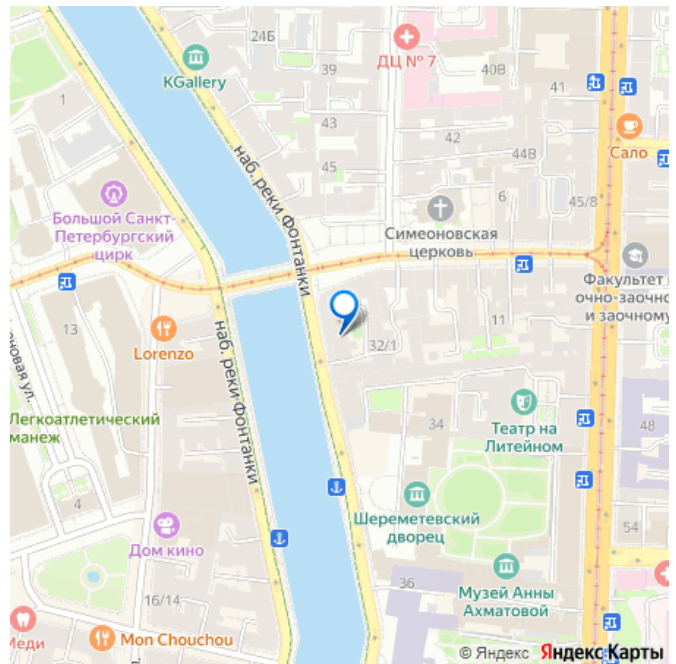 24Б
39
ДЦ № 7
40В
41
KGallery
1
43
42
Сало
44В
наб. реки Фонтанки
45
6
45/8
Большой Санкт-
Петербургский
цирк
Симеоновская
церковь
Факультет
очно-заочно
и заочному
13
Lorenzo
32/1
11
оновая ул.
наб. реки Фонтанки
Легкоатлетический
манеж
34
Театр на
Литейном
48
4
Шереметевский
дворец
54
Дом кино
36
Музей Анны
Ахматовой
16/14
Меди
Mon Chouchou
л.
© Яндекс Яндекс Карты